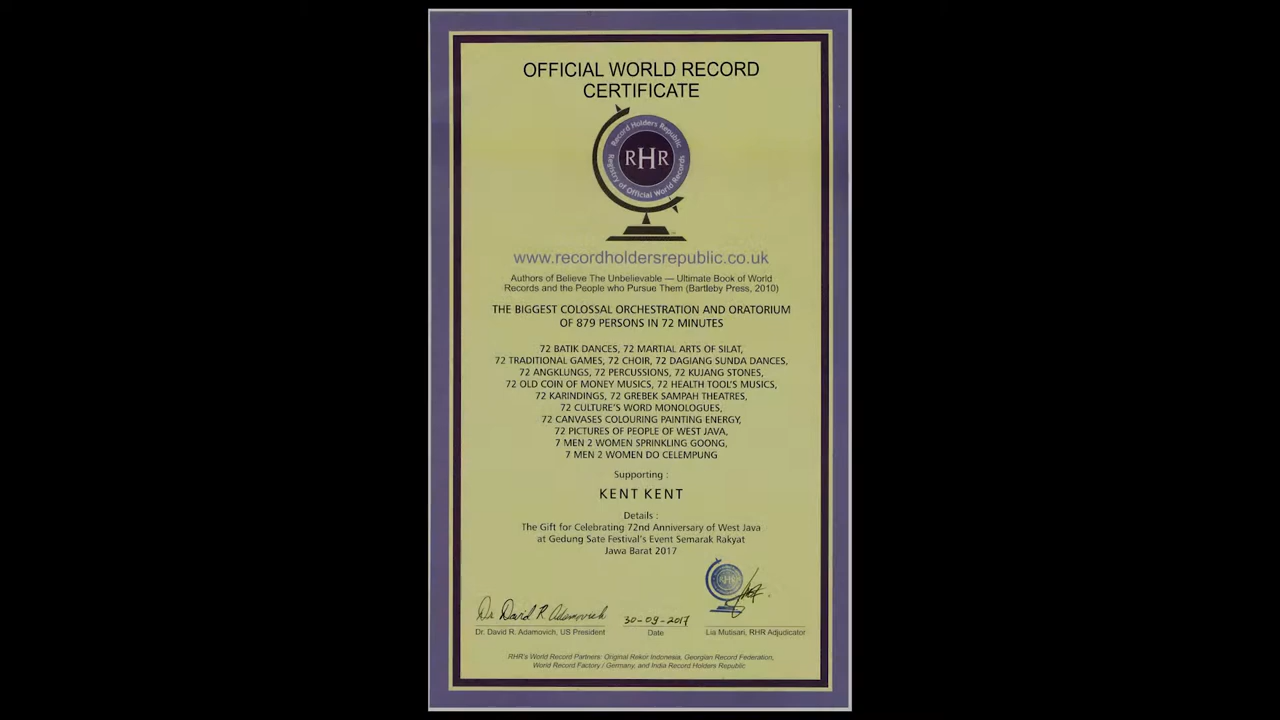 OFFICIAL WORLD RECORD
CERTIFICATE
Record Holders Republic
RHR
Registry of Official World Records
www.recordholdersrepublic.co.uk
Authors of Believe The Unbelievable — Ultimate Book of World
Records and the People who Pursue Them (Bartleby Press, 2010)
THE BIGGEST COLOSSAL ORCHESTRATION AND ORATORIUM
OF 879 PERSONS IN 72 MINUTES
72 BATIK DANCES, 72 MARTIAL ARTS OF SILAT,
72 TRADITIONAL GAMES, 72 CHOIR, 72 DAGIANG SUNDA DANCES,
72 ANGKLUNGS, 72 PERCUSSIONS, 72 KUJANG STONES,
72 OLD COIN OF MONEY MUSICS, 72 HEALTH TOOL'S MUSICS,
72 KARINDINGS, 72 GREBEK SAMPAH THEATRES,
72 CULTURE'S WORD MONOLOGUES,
72 CANVASES COLOURING PAINTING ENERGY,
72 PICTURES OF PEOPLE OF WEST JAVA,
7 MEN 2 WOMEN SPRINKLING GOONG,
7 MEN 2 WOMEN DO CELEMPUNG
Supporting :
KENT KENT
Details :
The Gift for Celebrating 72nd Anniversary of West Java
at Gedung Sate Festival's Event Semarak Rakyat
Jawa Barat 2017
RHR
Dr David R. Adamovich 30-09-2017
Dr. David R. Adamovich, US President Date Lia Mutisari, RHR Adjudicator
RHR's World Record Partners: Original Rekor Indonesia, Georgian Record Federation,
World Record Factory / Germany, and India Record Holders Republic